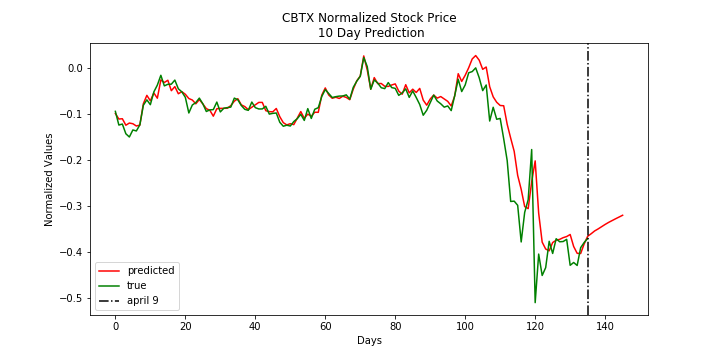 CBTX Normalized Stock Price
10 Day Prediction
Normalized Values
0.0
−0.1
−0.2
−0.3
−0.4
−0.5
predicted
true
april 9
0 20 40 60 80 100 120 140
Days